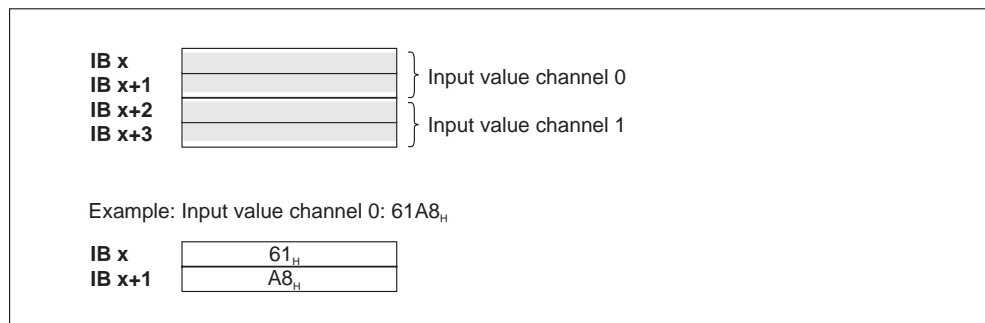 IB x
IB x+1
Input value channel 0
IB x+2
IB x+3
Input value channel 1
Example: Input value channel 0: 61A8H
IB x 61H
IB x+1 A8H